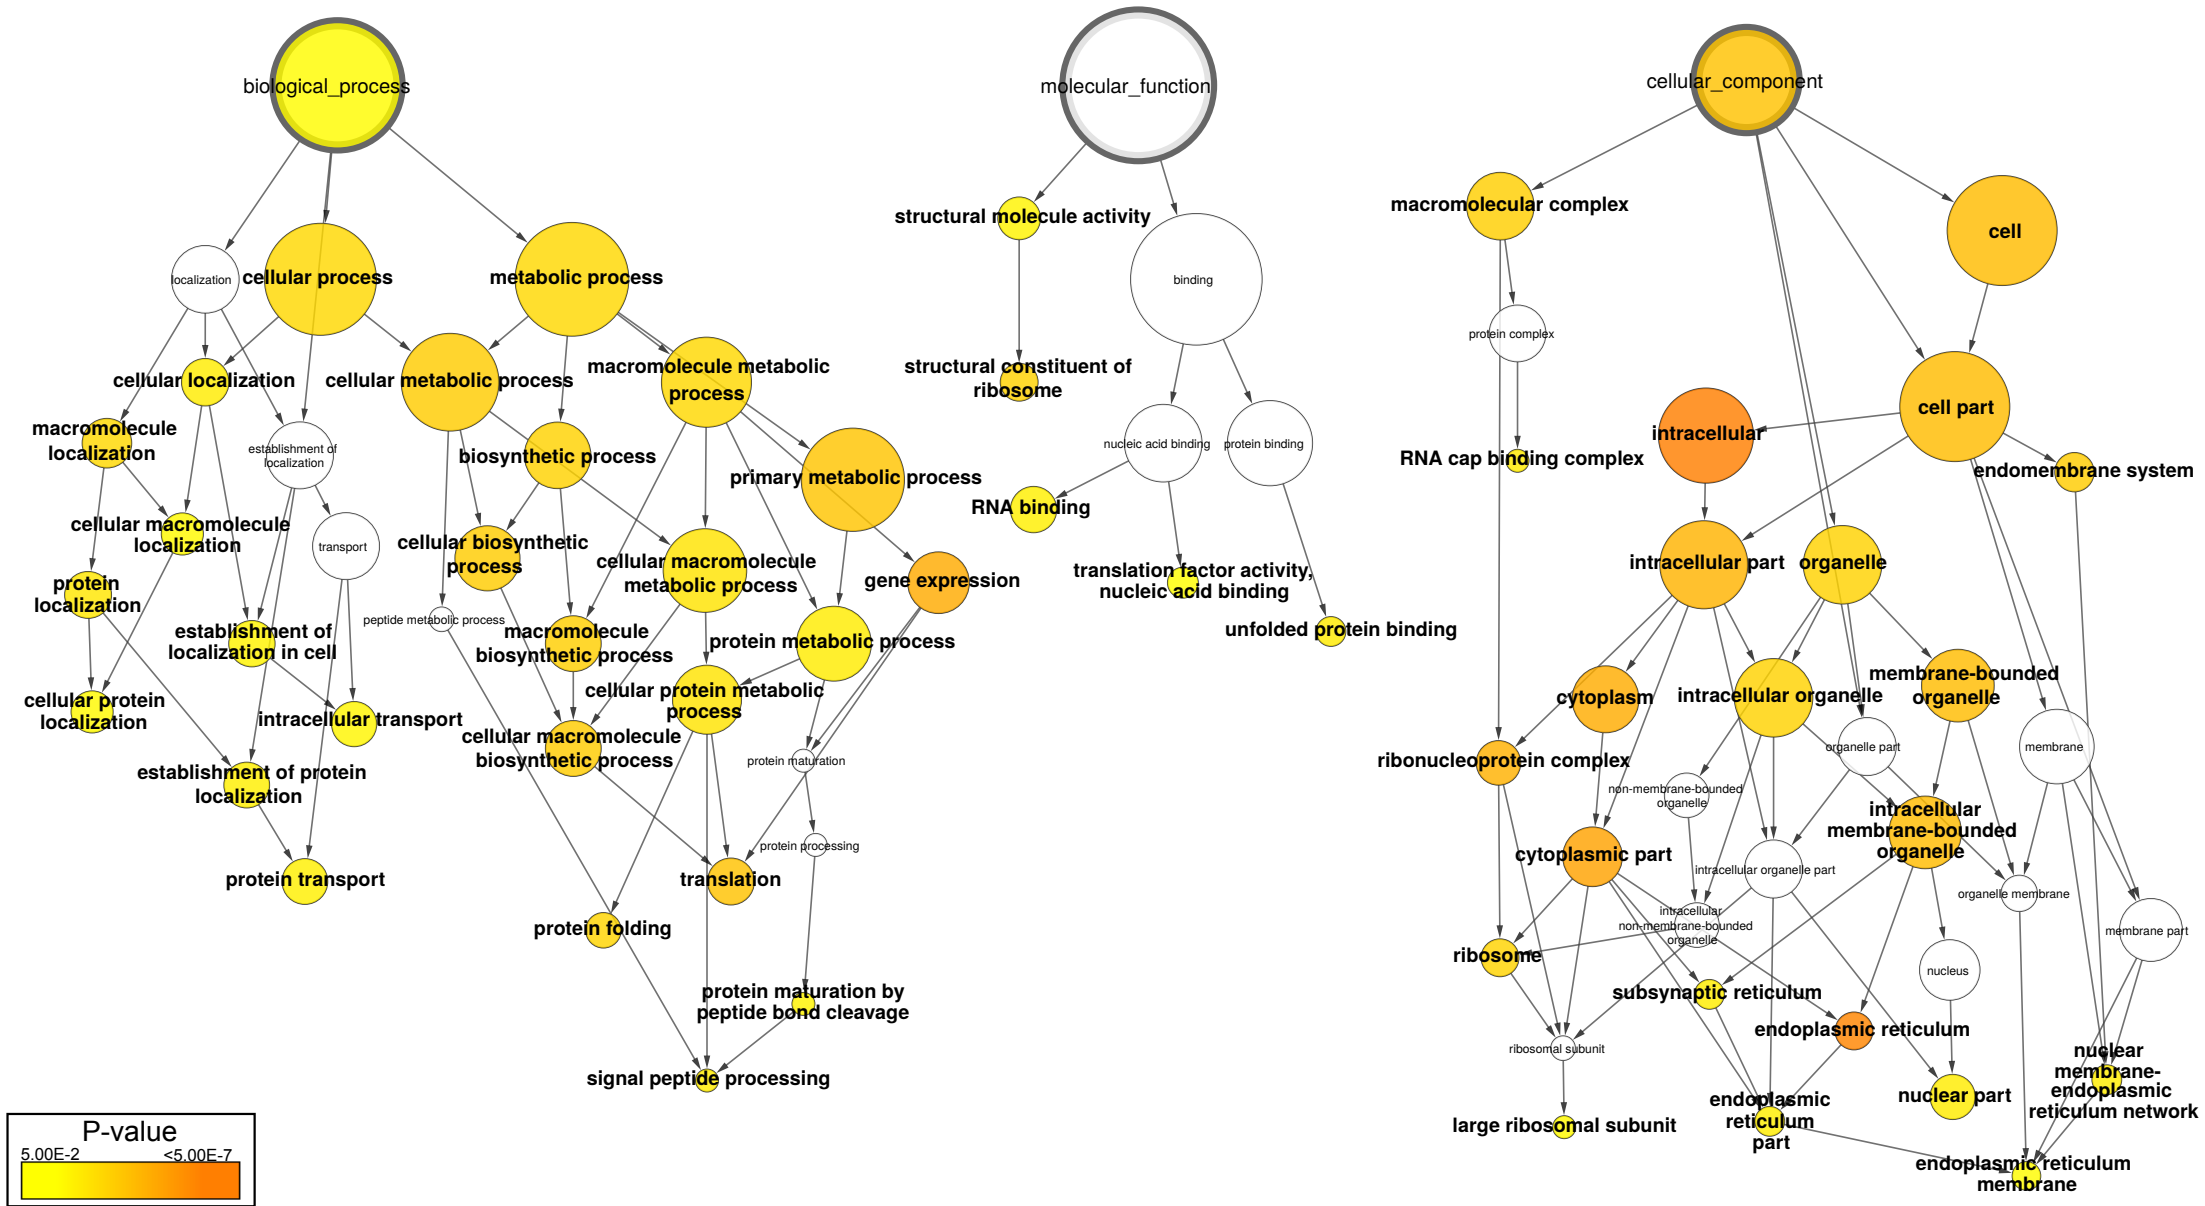 biological_process
molecular_function
cellular_component
localization
cellular process
metabolic process
cellular localization
cellular metabolic process
macromolecule metabolic
process
macromolecule
localization
establishment of
localization
biosynthetic process
primary metabolic process
cellular macromolecule
localization
transport
cellular biosynthetic
process
cellular macromolecule
metabolic process
gene expression
protein
localization
peptide metabolic process
establishment of
localization in cell
macromolecule
biosynthetic process
protein metabolic process
cellular protein
localization
intracellular transport
cellular protein metabolic
process
cellular macromolecule
biosynthetic process
protein maturation
establishment of protein
localization
protein processing
protein transport
translation
protein folding
protein maturation by
peptide bond cleavage
signal peptide processing
structural molecule activity
binding
structural constituent of
ribosome
nucleic acid binding
protein binding
RNA binding
translation factor activity,
nucleic acid binding
unfolded protein binding
macromolecular complex
cell
protein complex
cell part
intracellular
RNA cap binding complex
endomembrane system
intracellular part
organelle
cytoplasm
intracellular organelle
membrane-bounded
organelle
ribonucleoprotein complex
organelle part
membrane
non-membrane-bounded
organelle
intracellular
membrane-bounded
organelle
cytoplasmic part
intracellular organelle part
organelle membrane
intracellular
non-membrane-bounded
organelle
membrane part
ribosome
nucleus
subsynaptic reticulum
endoplasmic reticulum
ribosomal subunit
nuclear
membrane-
endoplasmic
reticulum network
nuclear part
endoplasmic
reticulum
part
large ribosomal subunit
endoplasmic reticulum
membrane
P-value
5.00E-2
<5.00E-7